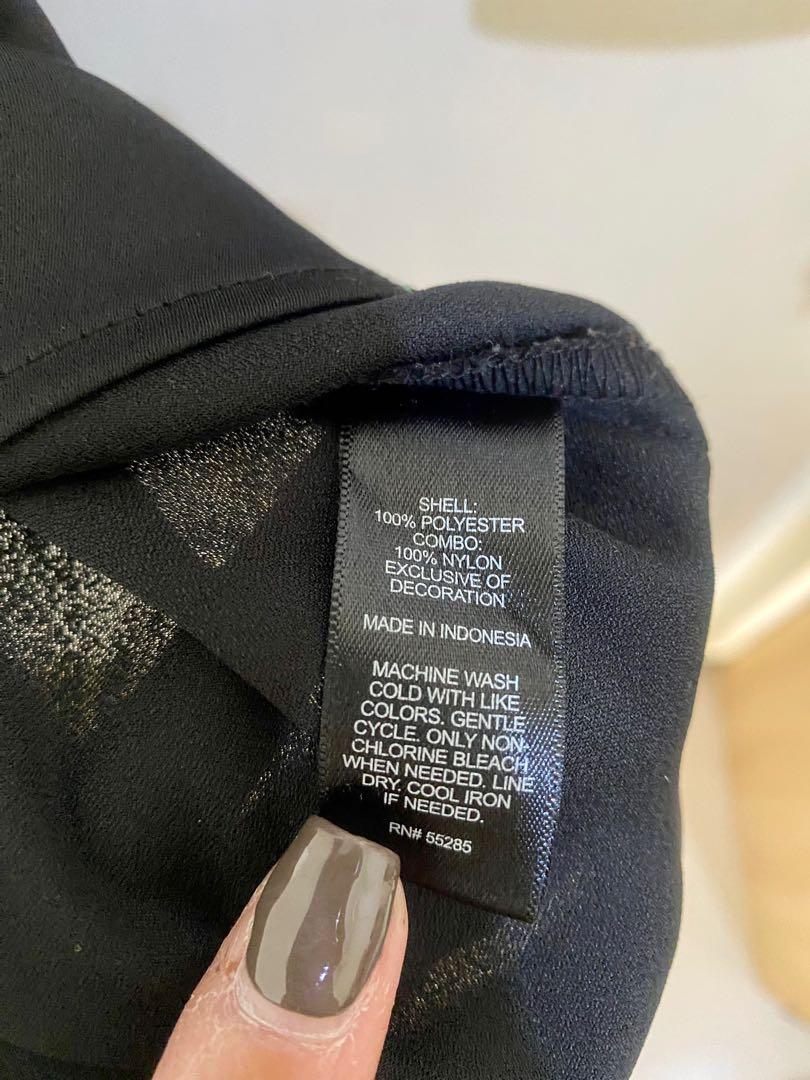 SHELL:
100% POLYESTER
COMBO:
100% NYLON
EXCLUSIVE OF
DECORATION
MADE IN INDONESIA
MACHINE WASH
COLD WITH LIKE
COLORS. GENTLE
CYCLE. ONLY NON-
CHLORINE BLEACH
WHEN NEEDED. LINE
DRY. COOL IRON
IF NEEDED.
RN# 55285